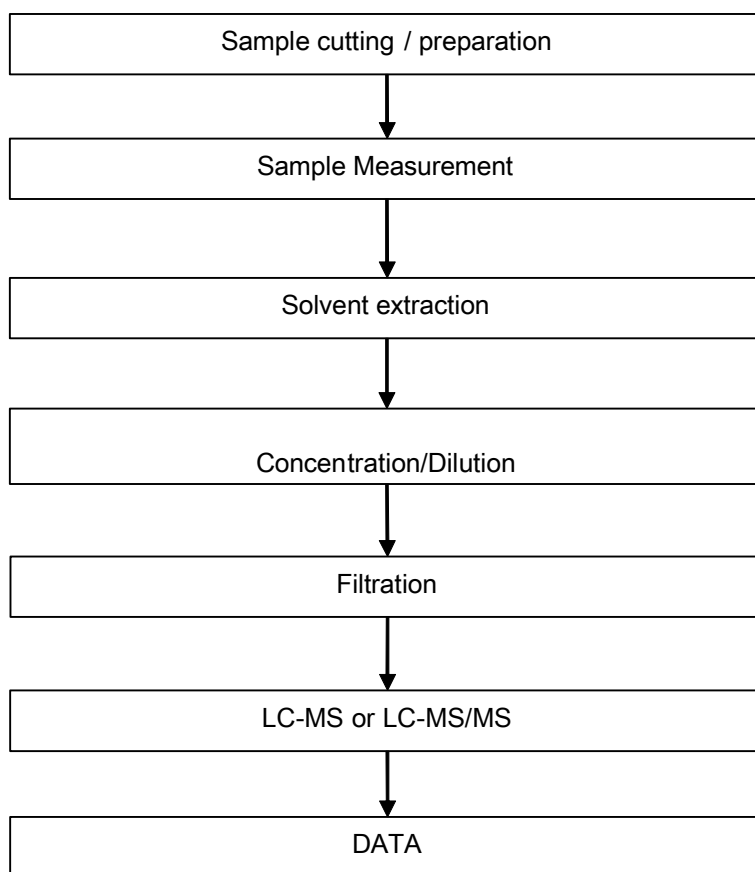 Sample cutting / preparation
Sample Measurement
Solvent extraction
Concentration/Dilution
Filtration
LC-MS or LC-MS/MS
DATA